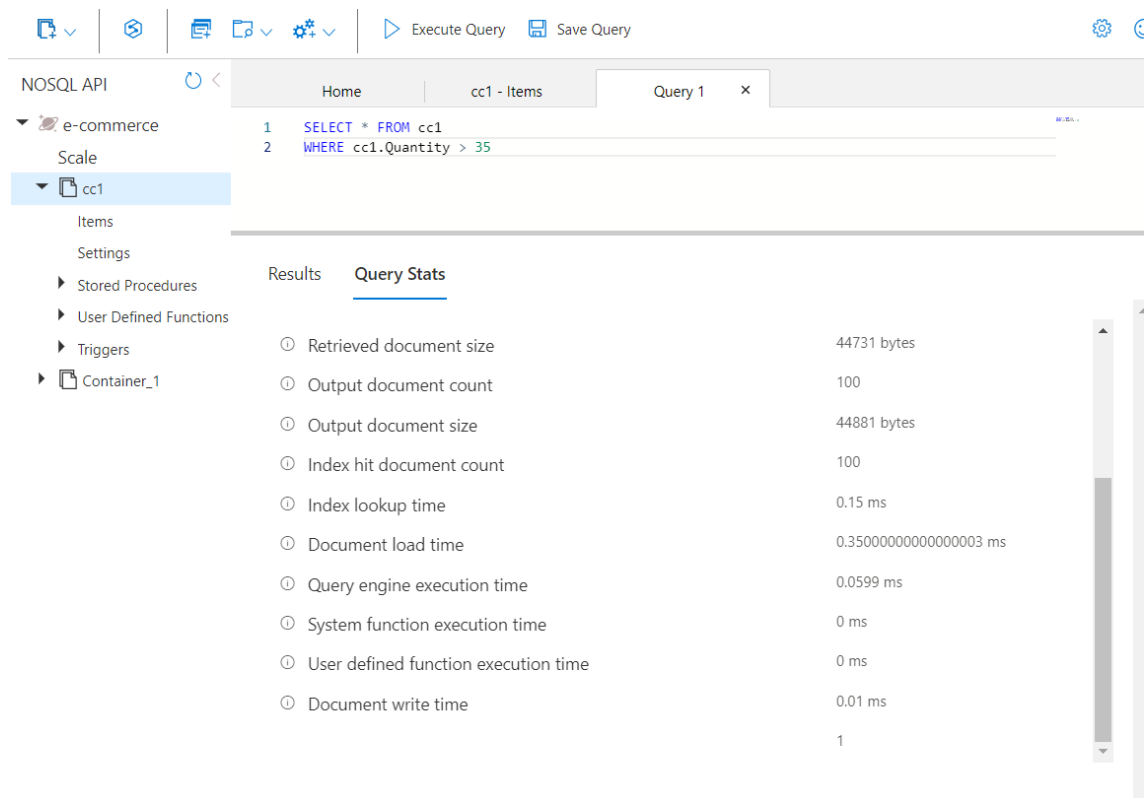 Execute Query Save Query
NOSQL API
Home cc1 - Items Query 1 ×
e-commerce
Scale
cc1
Items
Settings
Stored Procedures
User Defined Functions
Triggers
Container_1
1 SELECT * FROM cc1
2 WHERE cc1.Quantity > 35
Results Query Stats
Retrieved document size 44731 bytes
Output document count 100
Output document size 44881 bytes
Index hit document count 100
Index lookup time 0.15 ms
Document load time 0.35000000000000003 ms
Query engine execution time 0.0599 ms
System function execution time 0 ms
User defined function execution time 0 ms
Document write time 0.01 ms
1